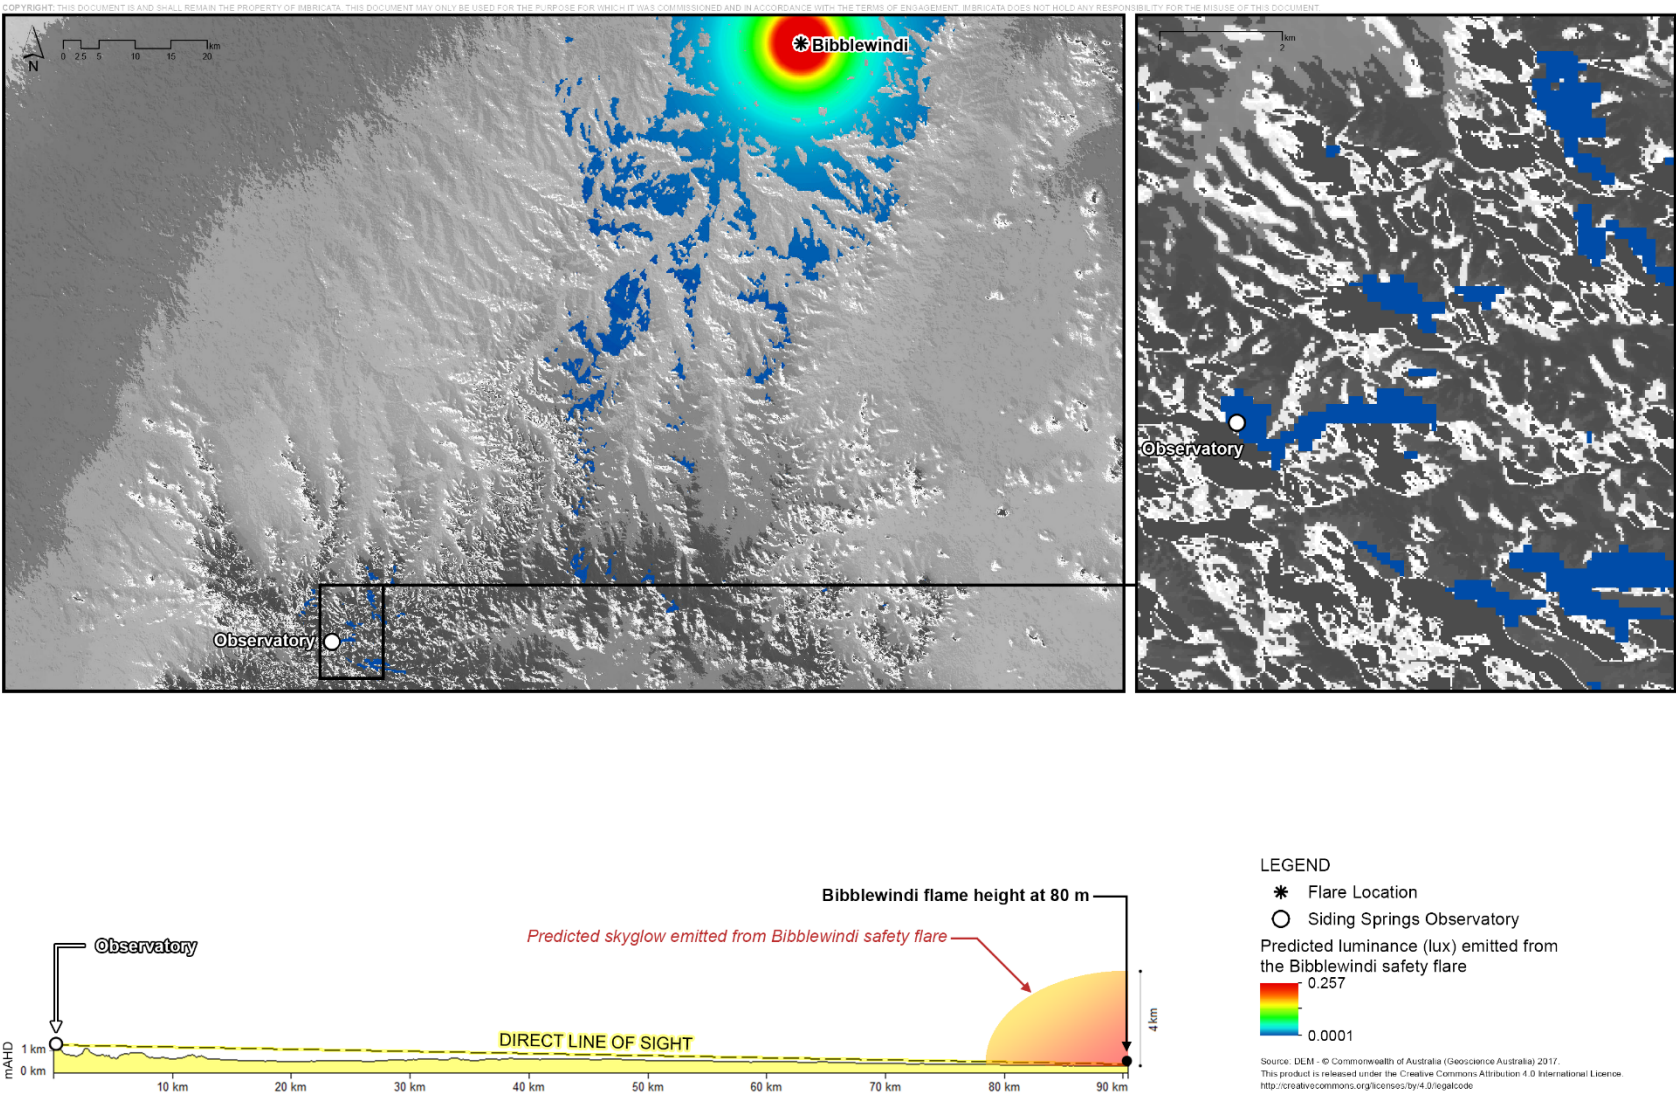 COPYRIGHT: THIS DOCUMENT IS AND SHALL REMAIN THE PROPERTY OF IMBRICATA. THIS DOCUMENT MAY ONLY BE USED FOR THE PURPOSE FOR WHICH IT WAS COMMISSIONED AND IN ACCORDANCE WITH THE TERMS OF ENGAGEMENT. IMBRICATA DOES NOT HOLD ANY RESPONSIBILITY FOR THE MISUSE OF THIS DOCUMENT.
N
0 2.5 5 10 15 20 km
Bibblewindi
Observatory
0 1 2 km
Observatory
Bibblewindi flame height at 80 m
Observatory
Predicted skyglow emitted from Bibblewindi safety flare
DIRECT LINE OF SIGHT
4 km
mAHD
1 km
0 km
10 km 20 km 30 km 40 km 50 km 60 km 70 km 80 km 90 km
LEGEND
Flare Location
Siding Springs Observatory
Predicted luminance (lux) emitted from
the Bibblewindi safety flare
0.257
0.0001
Source: DEM - © Commonwealth of Australia (Geoscience Australia) 2017.
This product is released under the Creative Commons Attribution 4.0 International Licence.
http://creativecommons.org/licenses/by/4.0/legalcode